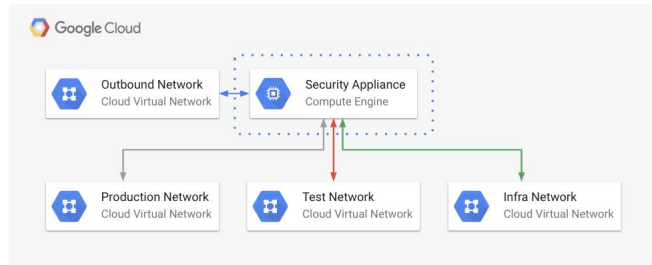 Google Cloud
Outbound Network
Cloud Virtual Network
Security Appliance
Compute Engine
Production Network
Cloud Virtual Network
Test Network
Cloud Virtual Network
Infra Network
Cloud Virtual Network